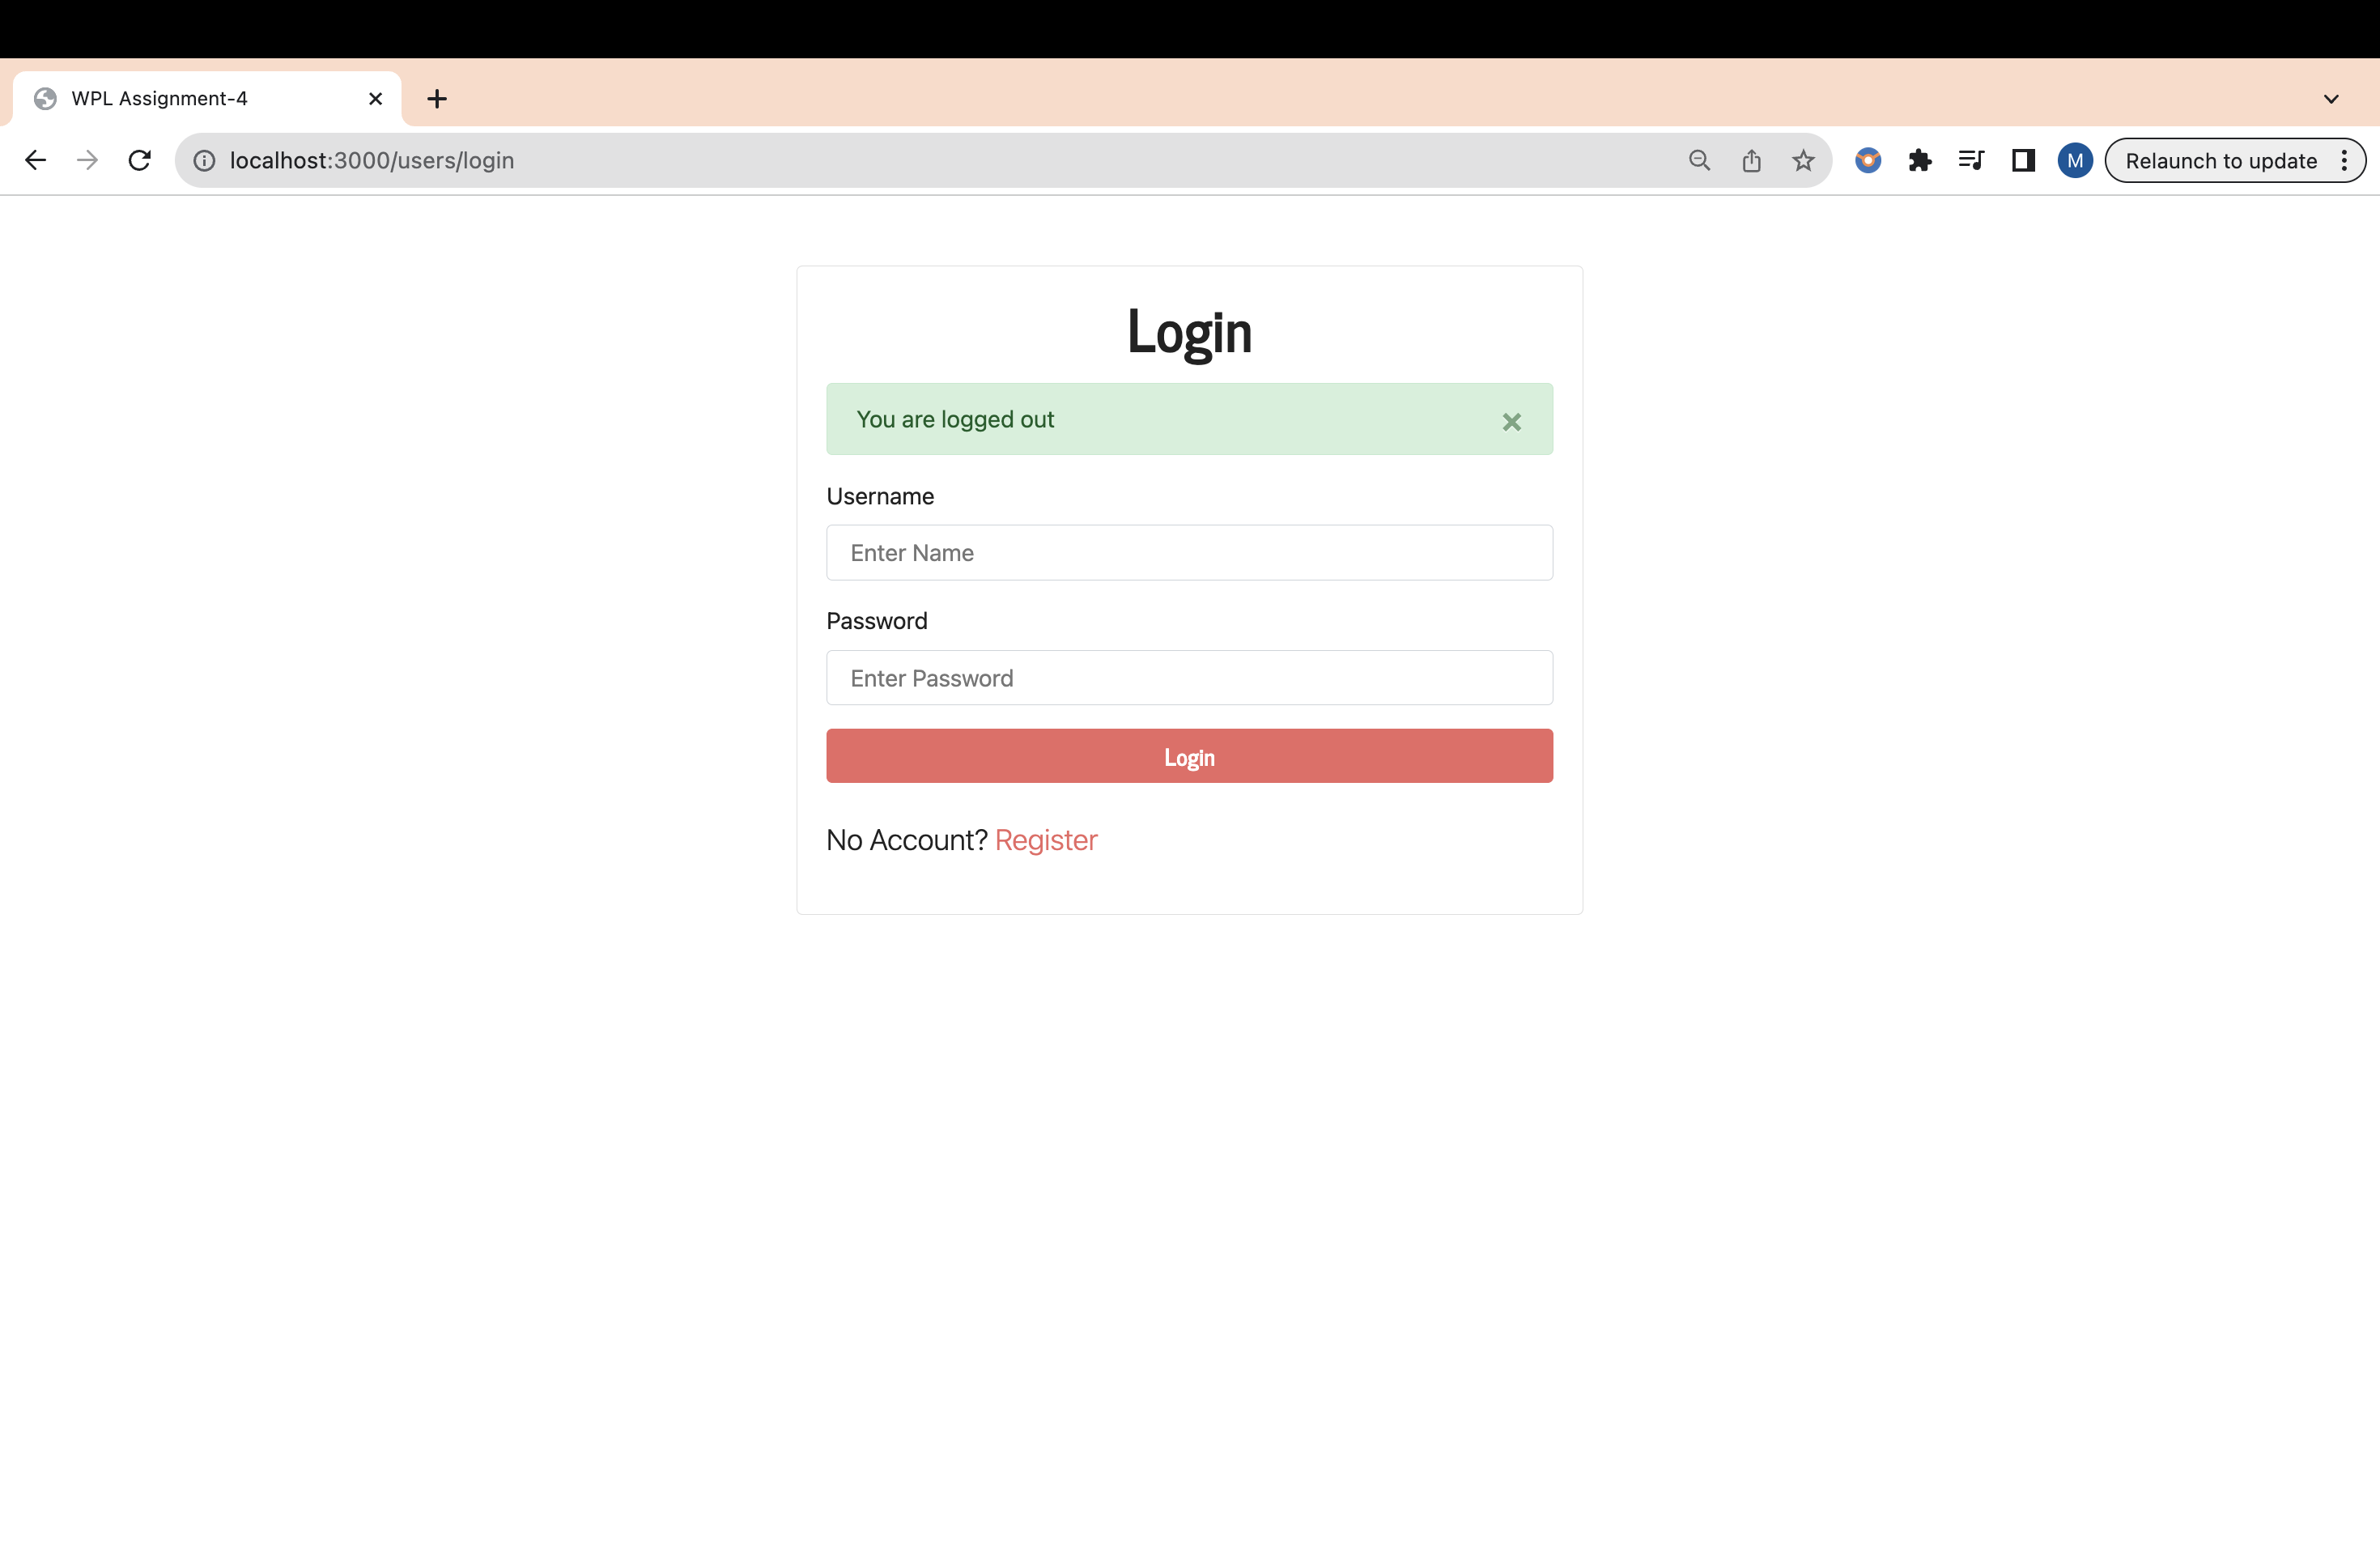 WPL Assignment-4
localhost:3000/users/login
M
Relaunch to update
Login
You are logged out
Username
Enter Name
Password
Enter Password
Login
No Account? Register